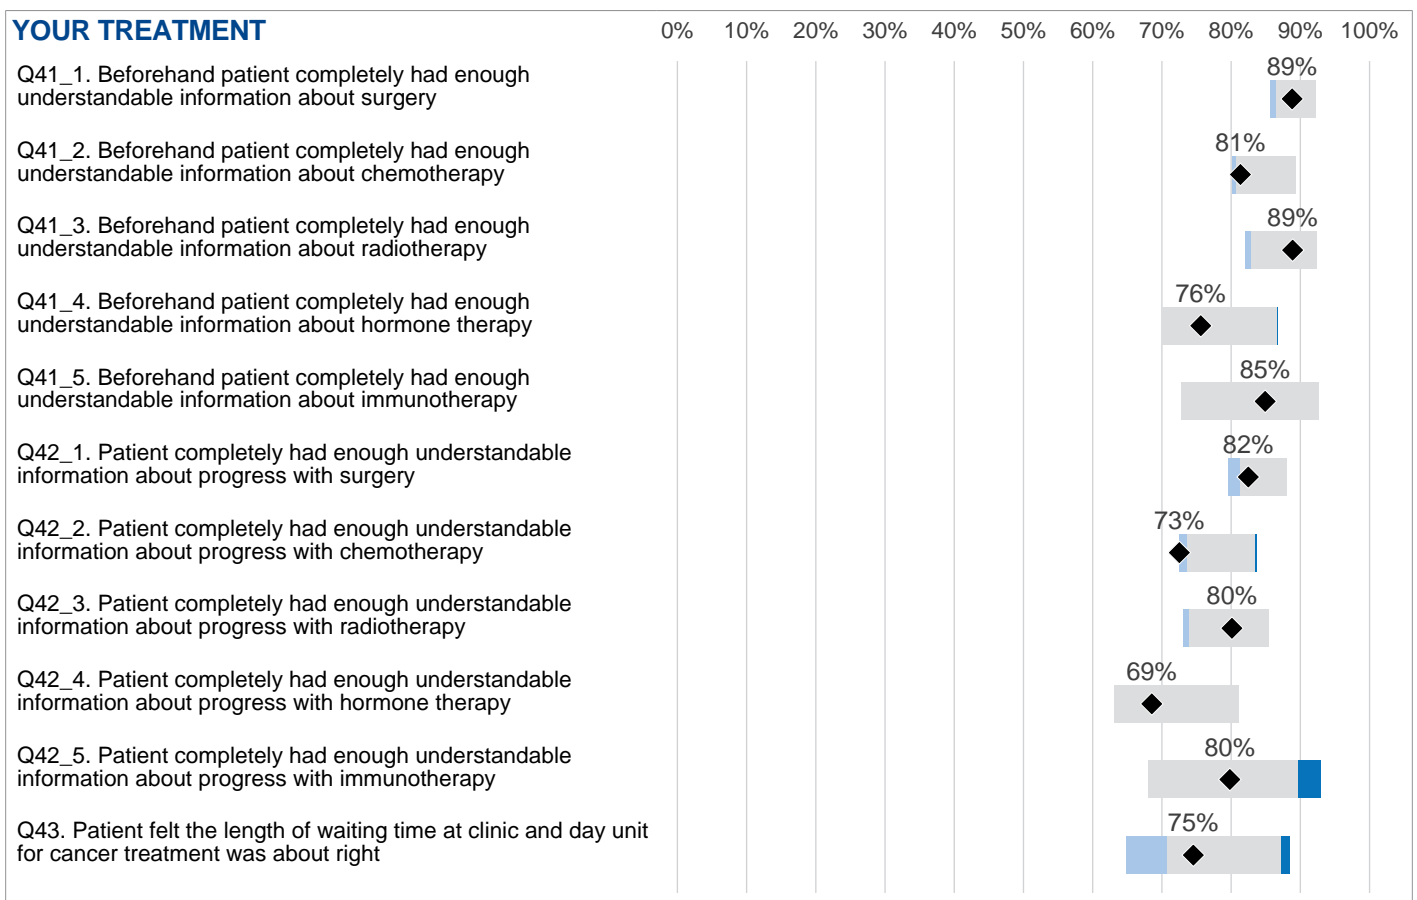 YOUR TREATMENT
0% 10% 20% 30% 40% 50% 60% 70% 80% 90% 100%
Q41_1. Beforehand patient completely had enough
understandable information about surgery
89%
Q41_2. Beforehand patient completely had enough
understandable information about chemotherapy
81%
Q41_3. Beforehand patient completely had enough
understandable information about radiotherapy
89%
Q41_4. Beforehand patient completely had enough
understandable information about hormone therapy
76%
Q41_5. Beforehand patient completely had enough
understandable information about immunotherapy
85%
Q42_1. Patient completely had enough understandable
information about progress with surgery
82%
Q42_2. Patient completely had enough understandable
information about progress with chemotherapy
73%
Q42_3. Patient completely had enough understandable
information about progress with radiotherapy
80%
Q42_4. Patient completely had enough understandable
information about progress with hormone therapy
69%
Q42_5. Patient completely had enough understandable
information about progress with immunotherapy
80%
Q43. Patient felt the length of waiting time at clinic and day unit
for cancer treatment was about right
75%